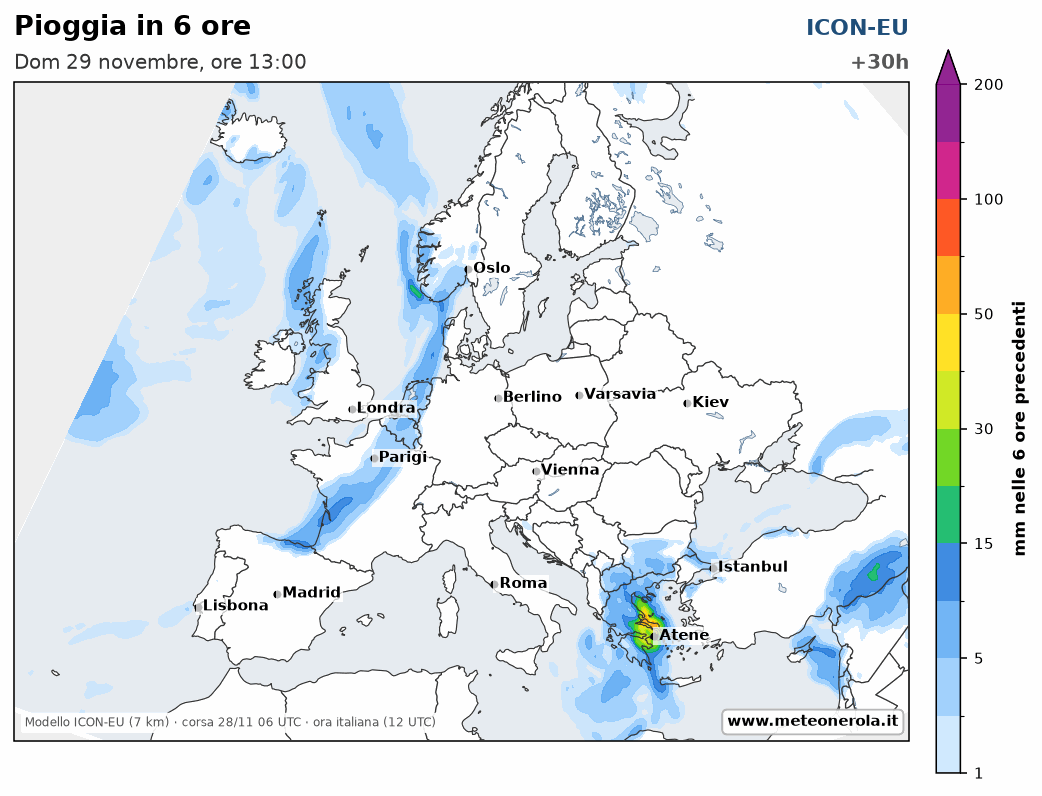 Pioggia in 6 ore
ICON-EU
Dom 29 novembre, ore 13:00
+30h
200
100
50
30
15
5
1
mm nelle 6 ore precedenti
Oslo
Berlino
Varsavia
Kiev
Londra
Parigi
Vienna
Istanbul
Roma
Madrid
Lisbona
Atene
Modello ICON-EU (7 km) · corsa 28/11 06 UTC · ora italiana (12 UTC)
www.meteonerola.it